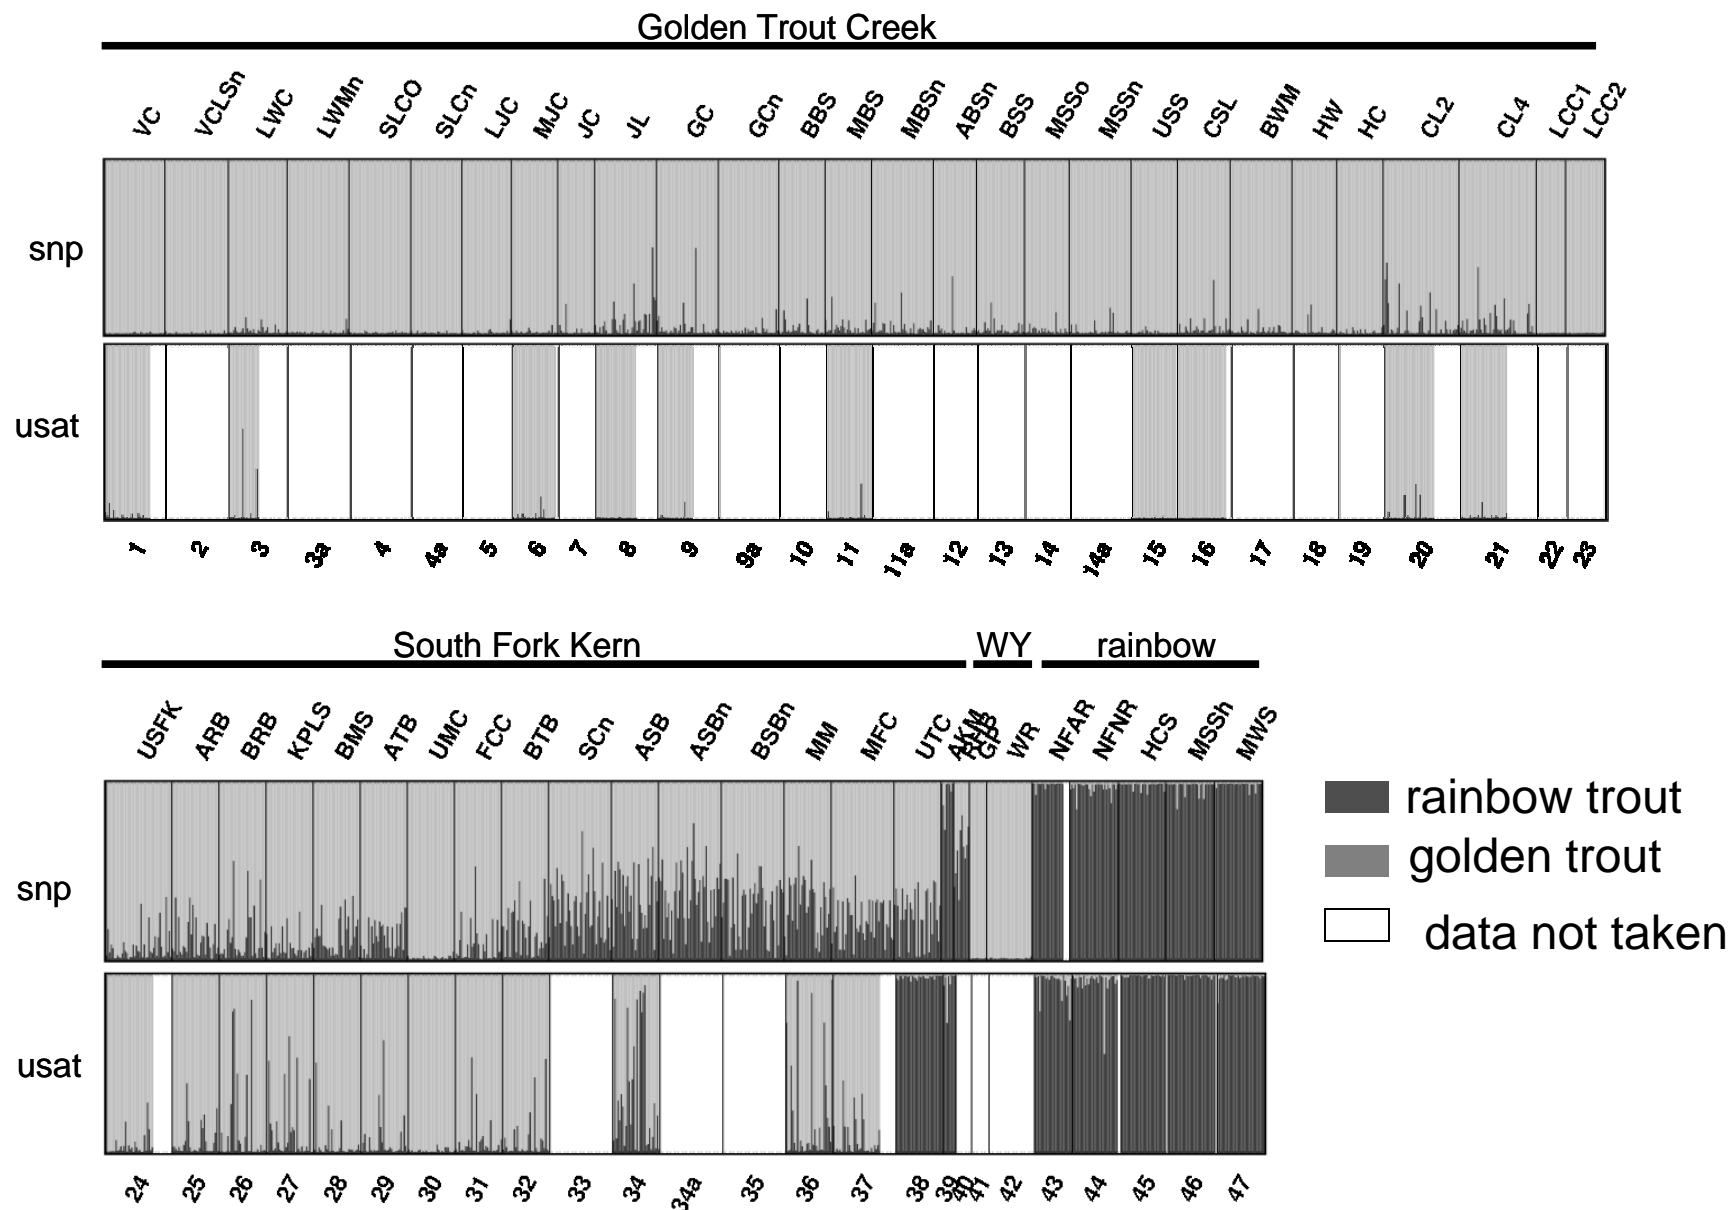 Golden Trout Creek
VC VCLSn LWC LWMn SLCO SLCn LJC MJC JC JL GC GCn BBS MBS MBSn ABSn BSS MSSo MSSn USS CSL BWM HW HC CL2 CL4 LCC1 LCC2
snp
usat
1 2 3 3a 4 4a 5 6 7 8 9 9a 10 11 11a 12 13 14 14a 15 16 17 18 19 20 21 22 23
South Fork Kern WY rainbow
USFK ARB BRB KPLS BMS ATB UMC FCC BTB SCn ASB ASBn BSBn MM MFC UTC AKM GP WR NFAR NFNR HCS MSSh MWS
snp
rainbow trout
golden trout
data not taken
usat
24 25 26 27 28 29 30 31 32 33 34 34a 35 36 37 38 39 40 41 42 43 44 45 46 47